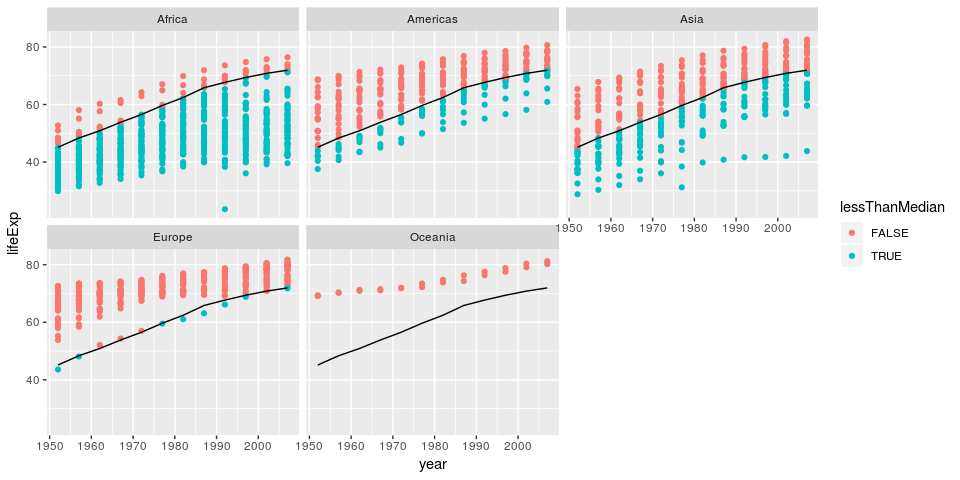 Africa Americas Asia
80
60
40
1950 1960 1970 1980 1990 2000
lifeExp
lessThanMedian
FALSE
TRUE
Europe Oceania
80
60
40
1950 1960 1970 1980 1990 2000 1950 1960 1970 1980 1990 2000
year